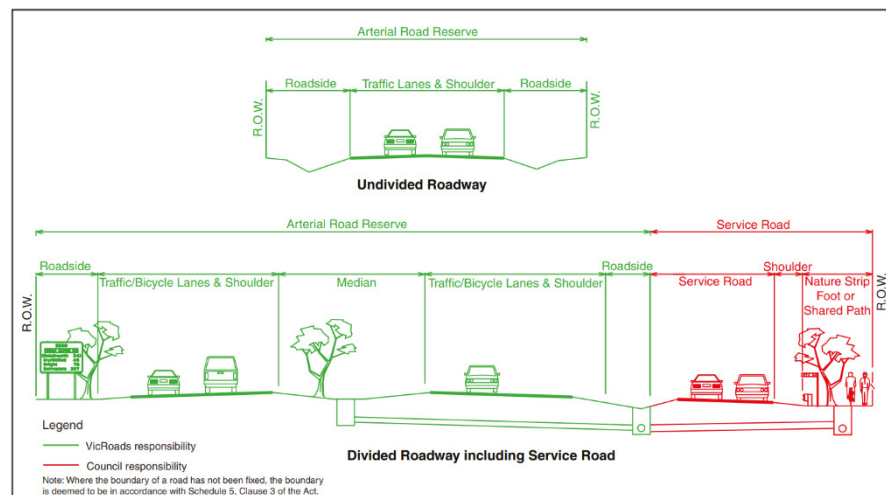 Arterial Road Reserve
Roadside
Traffic Lanes & Shoulder
Roadside
R.O.W.
R.O.W.
Undivided Roadway
Arterial Road Reserve
Service Road
Roadside
Traffic/Bicycle Lanes & Shoulder
Median
Traffic/Bicycle Lanes & Shoulder
Roadside
Service Road
Shoulder
Nature Strip
Foot or
Shared Path
R.O.W.
R.O.W.
Legend
VicRoads responsibility
Council responsibility
Divided Roadway including Service Road
Note: Where the boundary of a road has not been fixed, the boundary
is deemed to be in accordance with Schedule 5, Clause 3 of the Act.